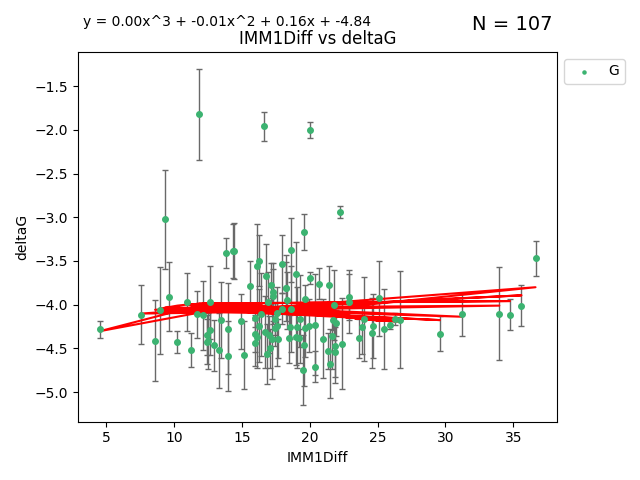 y = 0.00x^3 + -0.01x^2 + 0.16x + -4.84
N = 107
IMM1Diff vs deltaG
G
−1.5
−2.0
−2.5
−3.0
−3.5
−4.0
−4.5
−5.0
deltaG
5 10 15 20 25 30 35
IMM1Diff